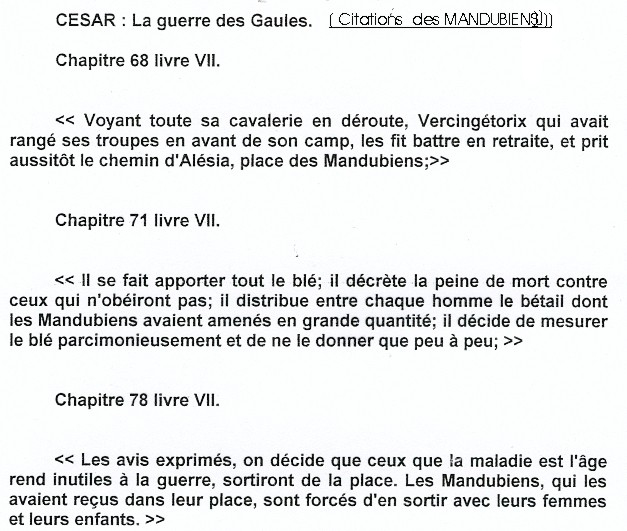 CESAR : La guerre des Gaules. ( Citations des MANDUBIENS))
Chapitre 68 livre VII.
<< Voyant toute sa cavalerie en déroute, Vercingétorix qui avait
rangé ses troupes en avant de son camp, les fit battre en retraite, et prit
aussitôt le chemin d'Alésia, place des Mandubiens;>>
Chapitre 71 livre VII.
<< Il se fait apporter tout le blé; il décrète la peine de mort contre
ceux qui n'obéiront pas; il distribue entre chaque homme le bétail dont
les Mandubiens avaient amenés en grande quantité; il décide de mesurer
le blé parcimonieusement et de ne le donner que peu à peu; >>
Chapitre 78 livre VII.
<< Les avis exprimés, on décide que ceux que la maladie est l'âge
rend inutiles à la guerre, sortiront de la place. Les Mandubiens, qui les
avaient reçus dans leur place, sont forcés d'en sortir avec leurs femmes
et leurs enfants. >>